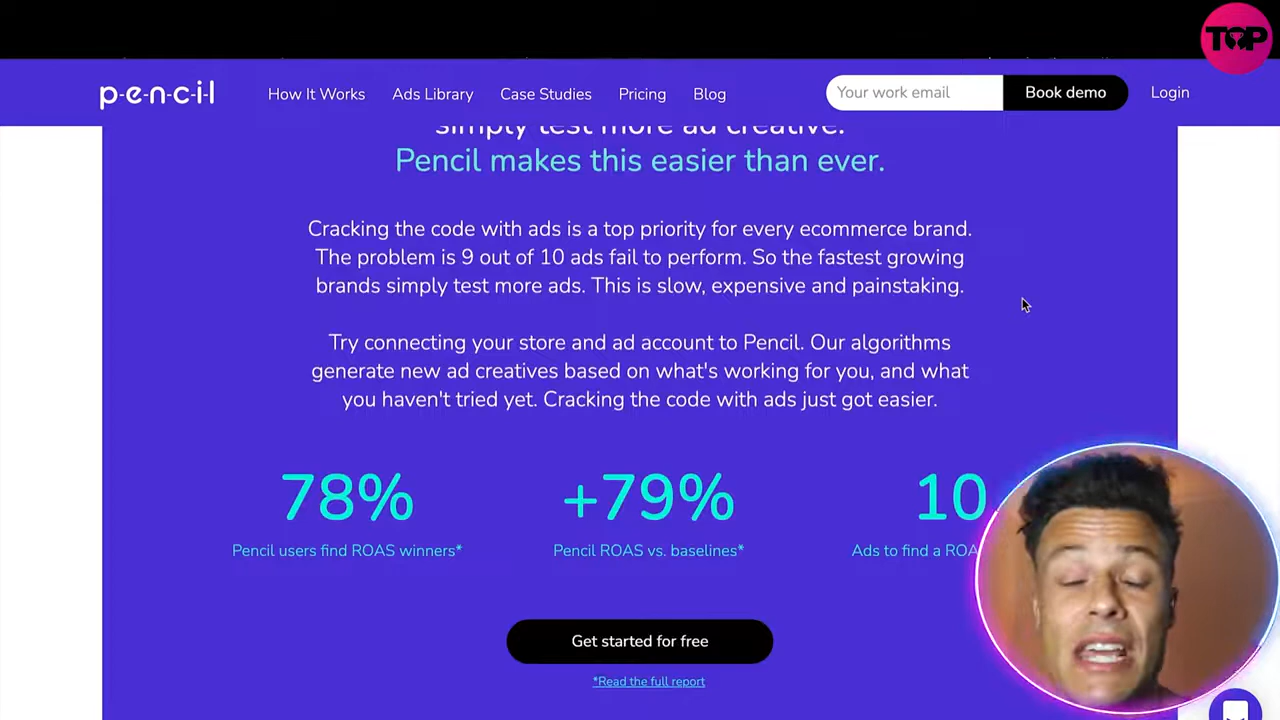 TOP
p-e-n-c-i-l
How It Works
Ads Library
Case Studies
Pricing
Blog
Your work email
Book demo
Login
simply test more ad creative.
Pencil makes this easier than ever.
Cracking the code with ads is a top priority for every ecommerce brand.
The problem is 9 out of 10 ads fail to perform. So the fastest growing
brands simply test more ads. This is slow, expensive and painstaking.
Try connecting your store and ad account to Pencil. Our algorithms
generate new ad creatives based on what's working for you, and what
you haven't tried yet. Cracking the code with ads just got easier.
78%
+79%
10
Pencil users find ROAS winners*
Pencil ROAS vs. baselines*
Ads to find a ROA
Get started for free
*Read the full report